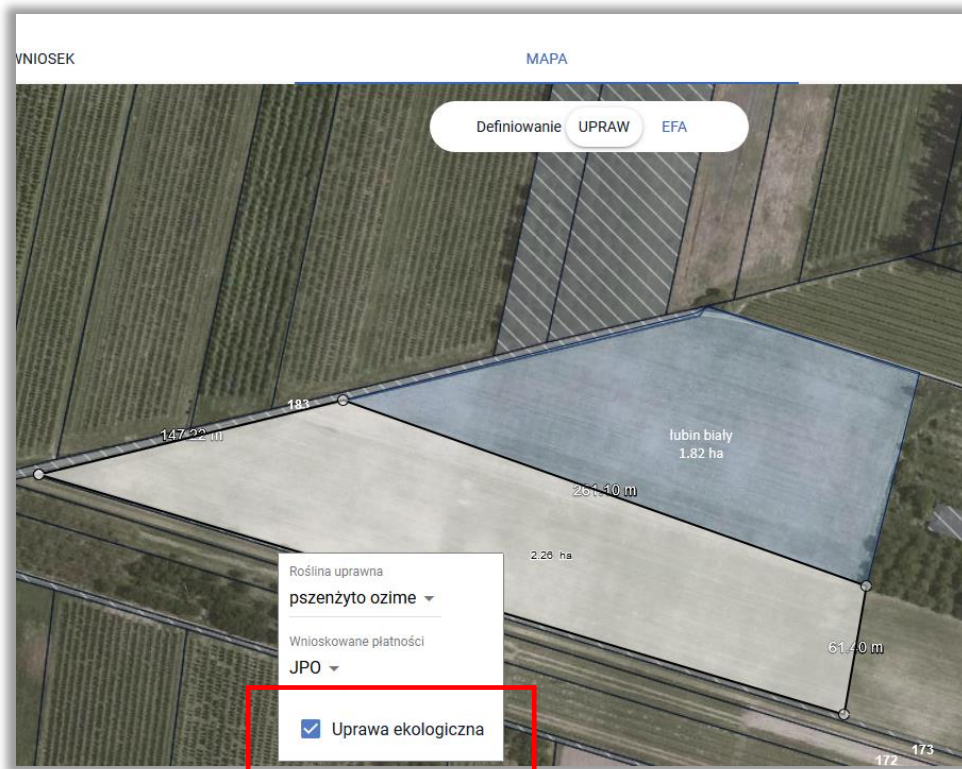 WNIOSEK
MAPA
Definiowanie UPRAW EFA
183
147.22 m
łubin biały
1.82 ha
261.10 m
2.26 ha
Roślina uprawna
pszenżyto ozime
Wnioskowane płatności
JPO
61.40 m
Uprawa ekologiczna
173
172